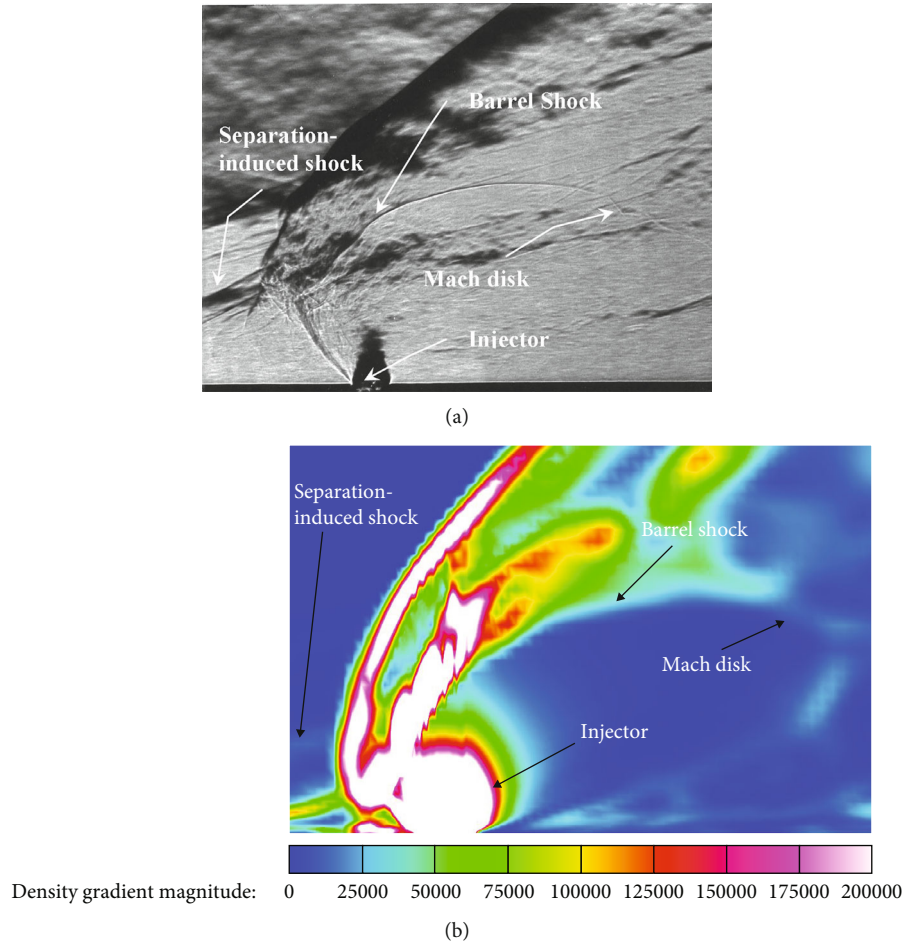 Barrel Shock
Separation-
induced shock
Mach disk
Injector
(a)
Separation-
induced shock
Barrel shock
Mach disk
Injector
Density gradient magnitude:
0 25000 50000 75000 100000 125000 150000 175000 200000
(b)